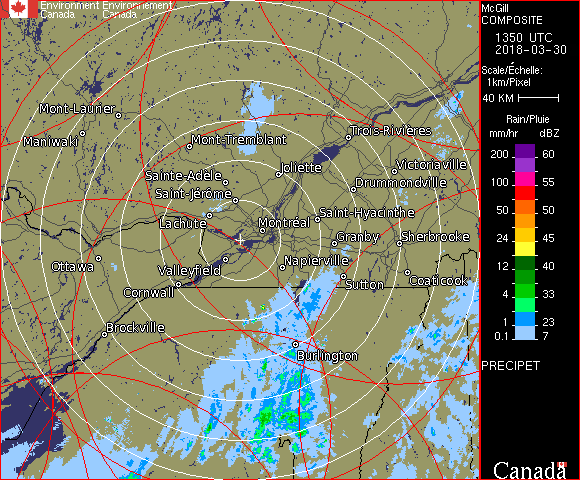 Environment Environnement
Canada Canada
McGill
COMPOSITE
1350 UTC
2018-03-30
Scale/Échelle:
1km/Pixel
40 KM
Rain/Pluie
mm/hr dBZ
200 60
100 55
50 50
24 45
12 40
4 33
1 23
0.1 7
PRECIPET
Canada
Mont-Laurier
Maniwaki
Mont-Tremblant
Trois-Rivières
Joliette
Victoriaville
Sainte-Adèle
Drummondville
Saint-Jérôme
Lachute
Saint-Hyacinthe
Montréal
Granby
Sherbrooke
Ottawa
Valleyfield
Napierville
Cornwall
Sutton
Coaticook
Brockville
Burlington